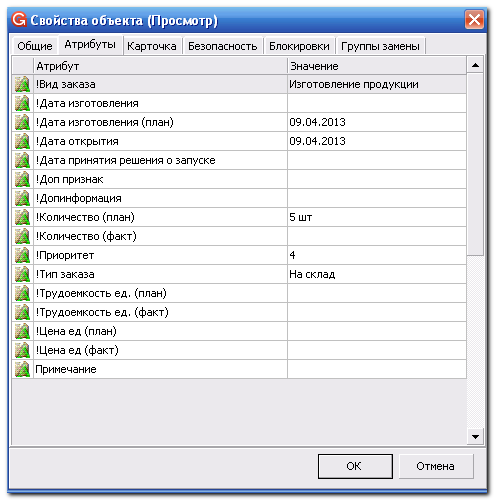 Свойства объекта (Просмотр)
Общие Атрибуты Карточка Безопасность Блокировки Группы замены
Атрибут Значение
!Вид заказа Изготовление продукции
!Дата изготовления
!Дата изготовления (план) 09.04.2013
!Дата открытия 09.04.2013
!Дата принятия решения о запуске
!Доп признак
!Допинформация
!Количество (план) 5 шт
!Количество (факт)
!Приоритет 4
!Тип заказа На склад
!Трудоемкость ед. (план)
!Трудоемкость ед. (факт)
!Цена ед (план)
!Цена ед (факт)
Примечание
OK Отмена